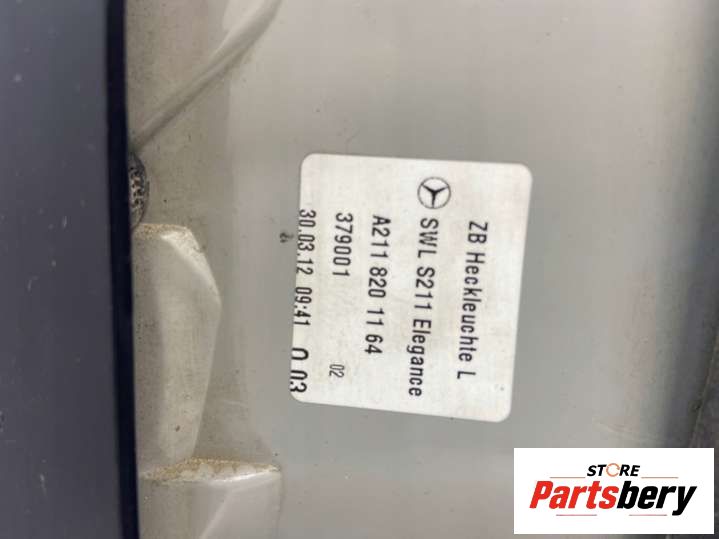 ZB Heckleuchte L
SWL S211 Elegance
A211 820 11 64
379001 02
30.03.12 09:41 0 03
STORE
Partsbery